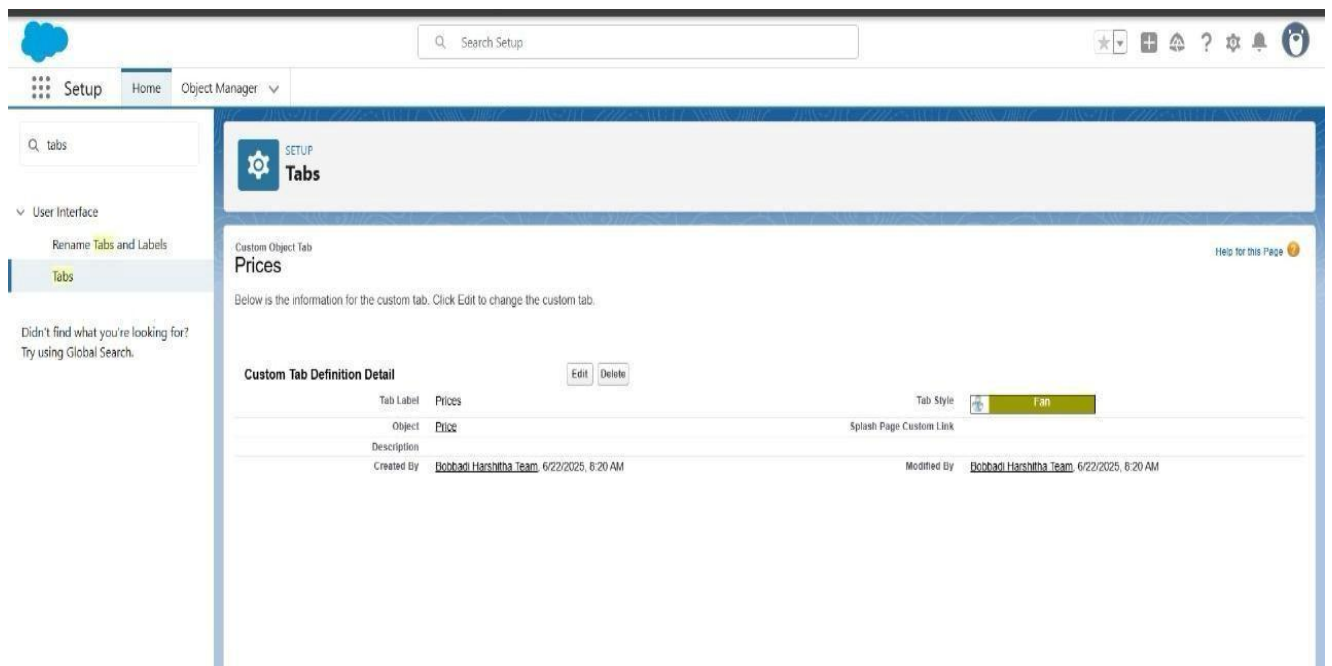 Search Setup
Setup
Home
Object Manager
tabs
User Interface
Rename Tabs and Labels
Tabs
Didn't find what you're looking for?
Try using Global Search.
SETUP
Tabs
Custom Object Tab
Prices
Help for this Page
Below is the information for the custom tab. Click Edit to change the custom tab.
Custom Tab Definition Detail
Edit Delete
Tab Label Prices Tab Style Fan
Object Price Splash Page Custom Link
Description
Created By Bobbadi Harshitha Team, 6/22/2025, 8:20 AM Modified By Bobbadi Harshitha Team, 6/22/2025, 8:20 AM